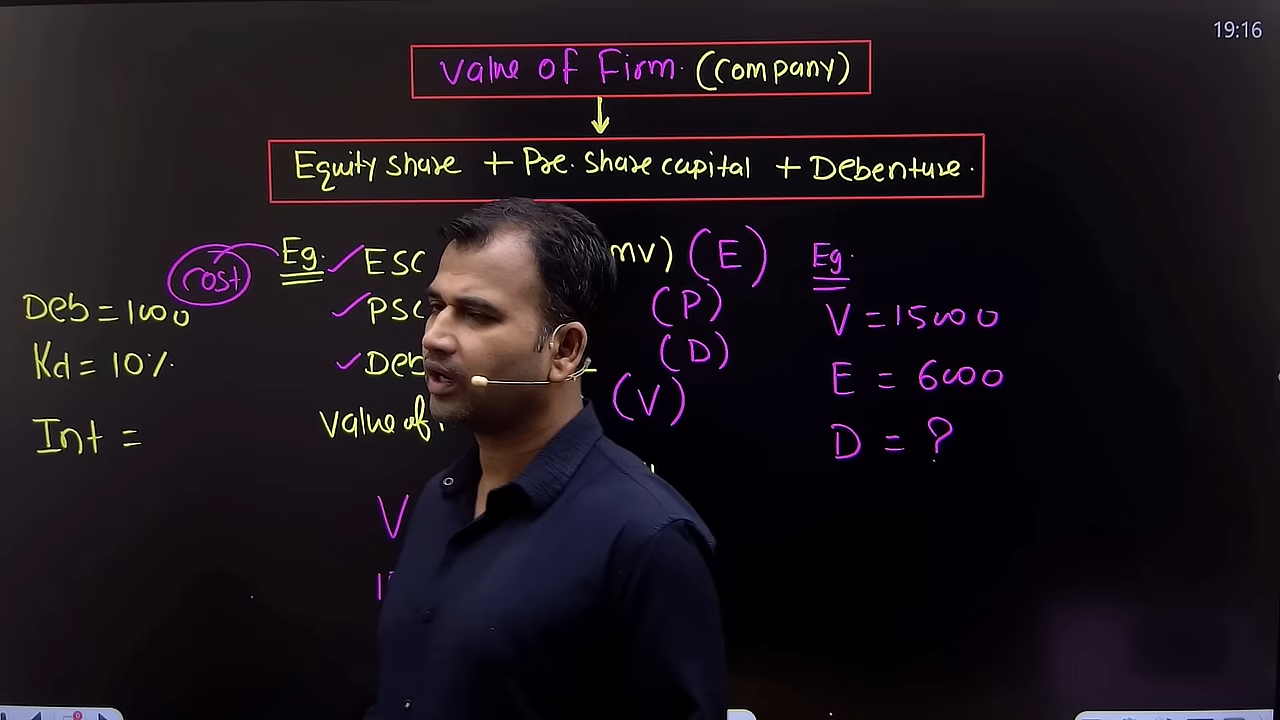 19:16
Value of Firm. (Company)
Equity share + Pre. share capital + Debenture.
cost
Eg.
ESC
mv) (E)
Eg.
Deb = 1000
PSC
(P)
V = 15000
Kd = 10%.
Deb
(D)
E = 6000
Value of
(V)
Int =
D = ?
V
1